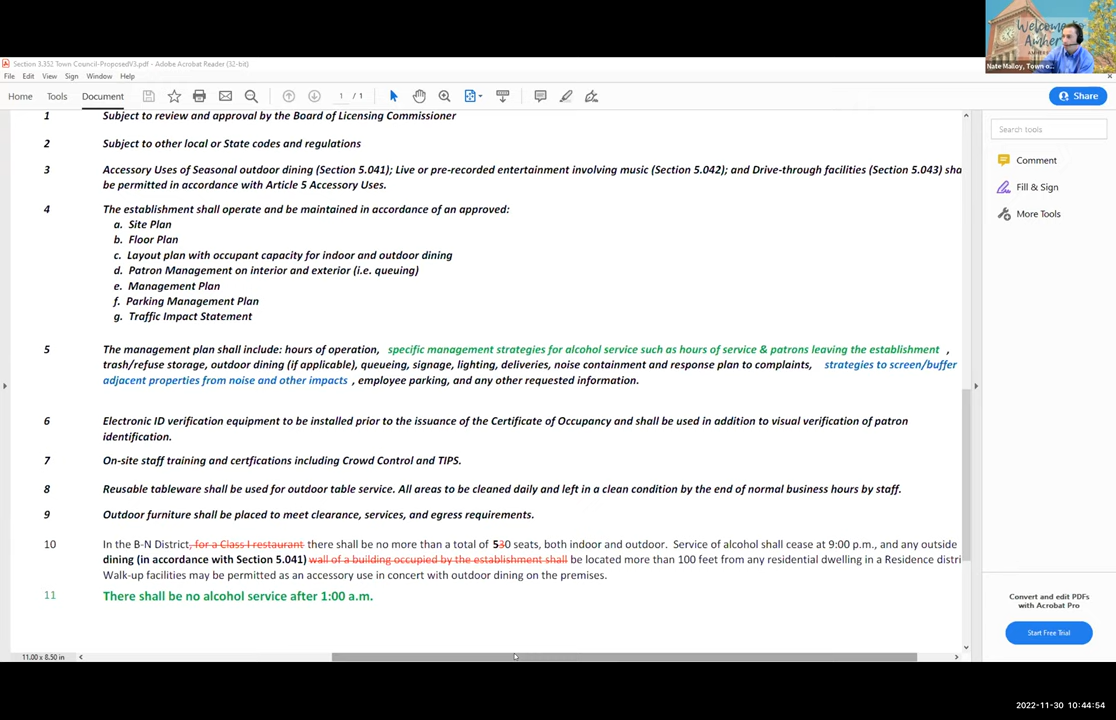 Section 3.352 Town Council-ProposedV3.pdf - Adobe Acrobat Reader (32-bit)
File Edit View Sign Window Help
Home Tools Document 1 / 1 Share
Welcome to
Amher
Nate Maloy, Town o...
1 Subject to review and approval by the Board of Licensing Commissioner
2 Subject to other local or State codes and regulations
3 Accessory Uses of Seasonal outdoor dining (Section 5.041); Live or pre-recorded entertainment involving music (Section 5.042); and Drive-through facilities (Section 5.043) sha
be permitted in accordance with Article 5 Accessory Uses.
4 The establishment shall operate and be maintained in accordance of an approved:
a. Site Plan
b. Floor Plan
c. Layout plan with occupant capacity for indoor and outdoor dining
d. Patron Management on interior and exterior (i.e. queuing)
e. Management Plan
f. Parking Management Plan
g. Traffic Impact Statement
5 The management plan shall include: hours of operation, specific management strategies for alcohol service such as hours of service & patrons leaving the establishment ,
trash/refuse storage, outdoor dining (if applicable), queuing, signage, lighting, deliveries, noise containment and response plan to complaints, strategies to screen/buffer
adjacent properties from noise and other impacts , employee parking, and any other requested information.
6 Electronic ID verification equipment to be installed prior to the issuance of the Certificate of Occupancy and shall be used in addition to visual verification of patron
identification.
7 On-site staff training and certfications including Crowd Control and TIPS.
8 Reusable tableware shall be used for outdoor table service. All areas to be cleaned daily and left in a clean condition by the end of normal business hours by staff.
9 Outdoor furniture shall be placed to meet clearance, services, and egress requirements.
10 In the B-N District, for a Class I restaurant there shall be no more than a total of 530 seats, both indoor and outdoor. Service of alcohol shall cease at 9:00 p.m., and any outside
dining (in accordance with Section 5.041) wall of a building occupied by the establishment shall be located more than 100 feet from any residential dwelling in a Residence distri
Walk-up facilities may be permitted as an accessory use in concert with outdoor dining on the premises.
11 There shall be no alcohol service after 1:00 a.m.
11.00 x 8.50 in
Search tools
Comment
Fill & Sign
More Tools
Convert and edit PDFs
with Acrobat Pro
Start Free Trial
2022-11-30 10:44:54